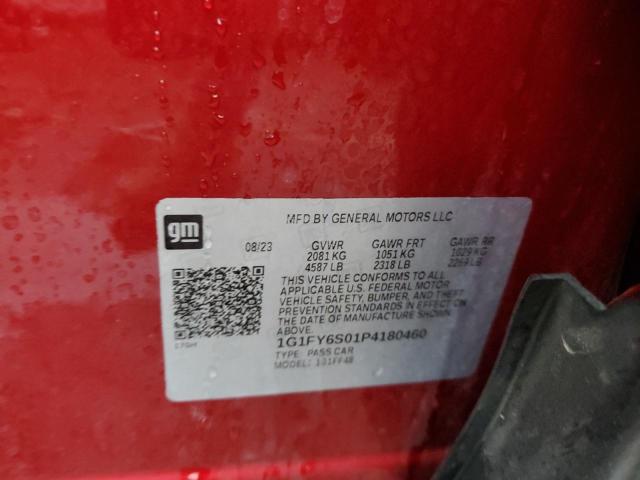 MFD BY GENERAL MOTORS LLC
gm
08/23 GVWR GAWR FRT GAWR RR
2081 KG 1051 KG 1029 KG
4587 LB 2318 LB 2269 LB
THIS VEHICLE CONFORMS TO ALL
APPLICABLE U.S. FEDERAL MOTOR
VEHICLE SAFETY, BUMPER, AND THEFT
PREVENTION STANDARDS IN EFFECT ON
THE DATE OF MANUFACTURE SHOWN
ABOVE.
1G1FY6S01P4180460
TYPE: PASS CAR
MODEL: 1G1FF48